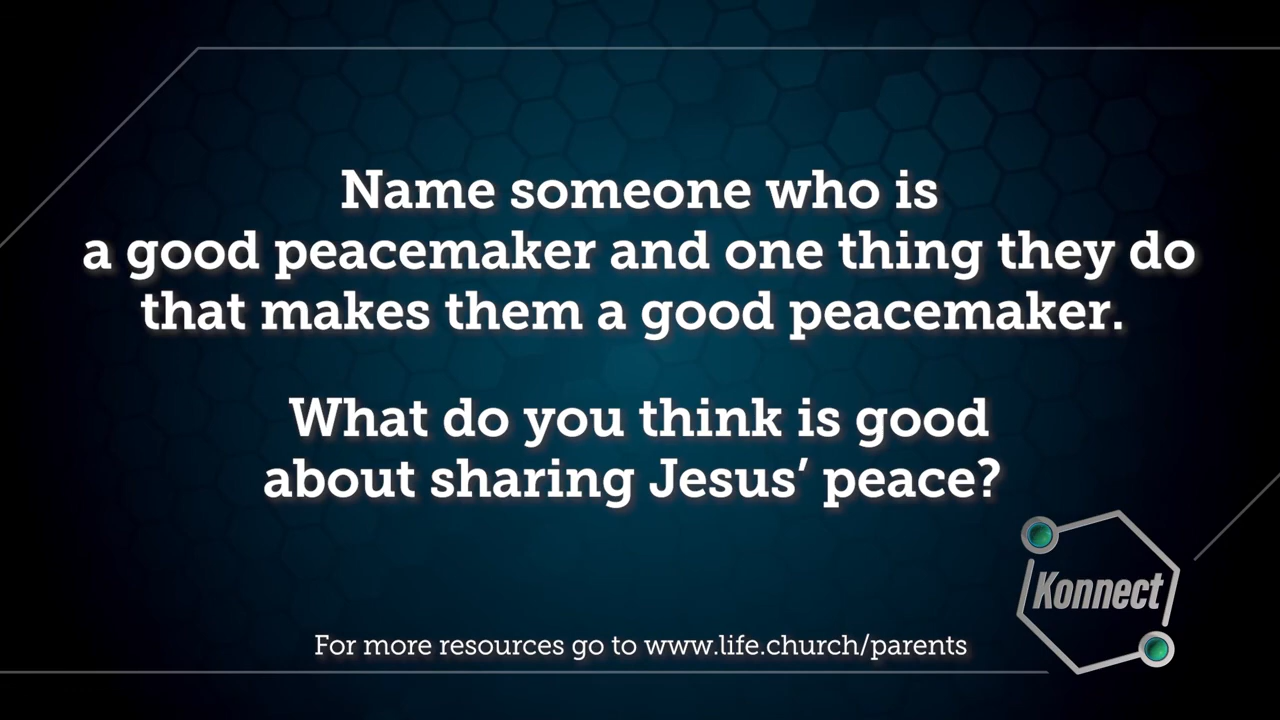 Name someone who is
a good peacemaker and one thing they do
that makes them a good peacemaker.
What do you think is good
about sharing Jesus’ peace?
Konnect
For more resources go to www.life.church/parents